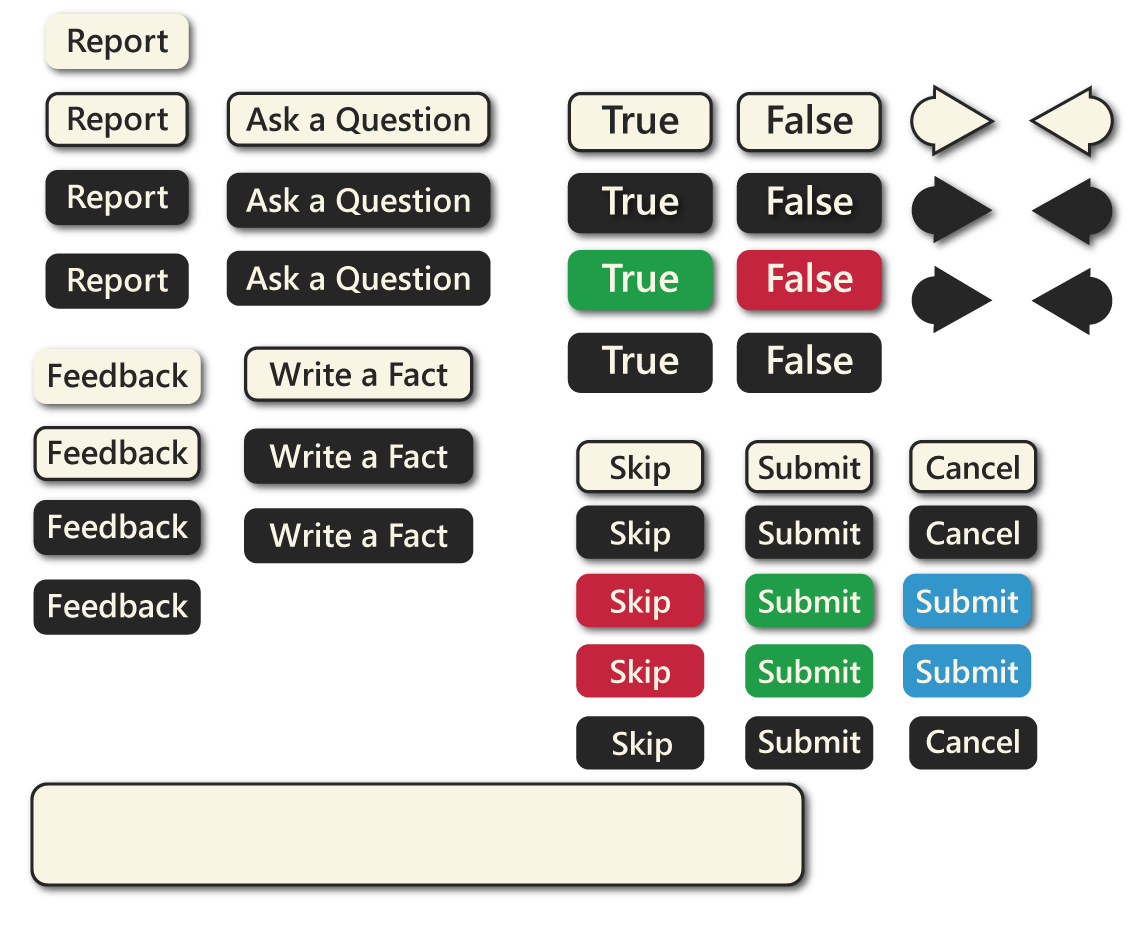 Report
Report
Ask a Question
Report
Ask a Question
Report
Ask a Question
Feedback
Write a Fact
Feedback
Write a Fact
Feedback
Write a Fact
Feedback
True
False
True
False
True
False
True
False
Skip
Submit
Cancel
Skip
Submit
Cancel
Skip
Submit
Submit
Skip
Submit
Submit
Skip
Submit
Cancel